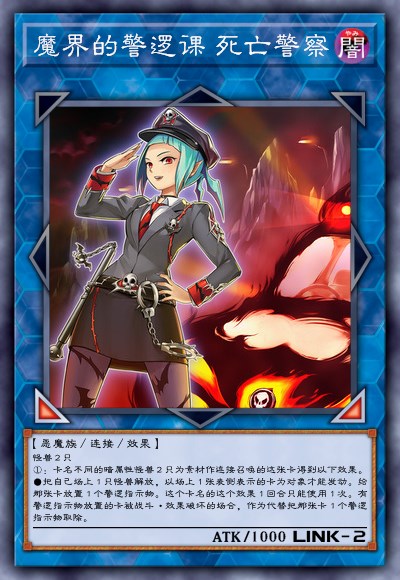 魔界的警逻课 死亡警察
やみ
闇
【恶魔族/连接/效果】
怪兽2只
①：卡名不同的暗属性怪兽2只为素材作连接召唤的这张卡得到以下效果。
●把自己场上1只怪兽解放，以场上1张表侧表示的卡为对象才能发动。给
那张卡放置1个警逻指示物。这个卡名的这个效果1回合只能使用1次。有
警逻指示物放置的卡被战斗·效果破坏的场合，作为代替把那张卡1个警逻
指示物取除。
ATK/1000 LINK-2